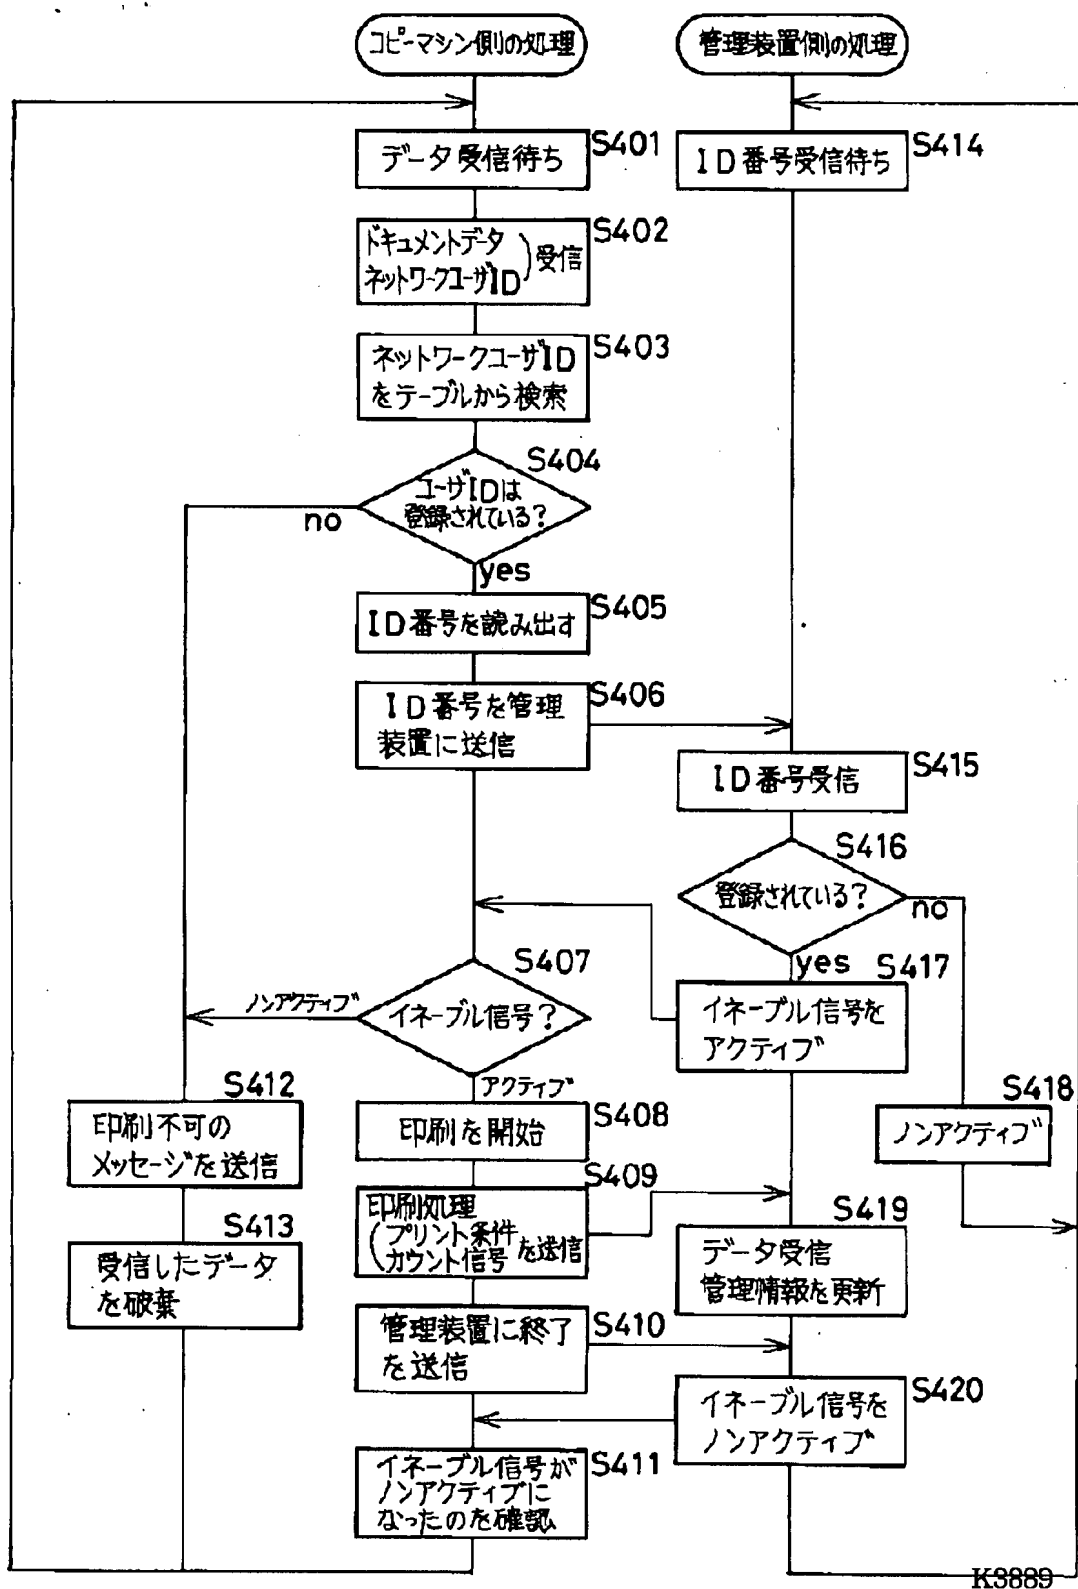 コピーマシン側の処理
管理装置側の処理
データ受信待ち
S401
ID番号受信待ち
S414
ドキュメントデータ
ネットワークユーザID
受信
S402
ネットワークユーザID
をテーブルから検索
S403
S404
ユーザIDは
登録されている?
no
yes
ID番号を読み出す
S405
ID番号を管理
装置に送信
S406
ID番号受信
S415
S416
登録されている?
no
yes
S417
イネーブル信号を
アクティブ
S407
イネーブル信号?
ノンアクティブ
アクティブ
S418
ノンアクティブ
S412
印刷不可の
メッセージを送信
印刷を開始
S408
S409
印刷処理
(プリント条件
カウント信号 を送信
S413
受信したデータ
を破棄
S419
データ受信
管理情報を更新
管理装置に終了
を送信
S410
イネーブル信号を
ノンアクティブ
S420
イネーブル信号が
ノンアクティブに
なったのを確認
S411
K3889